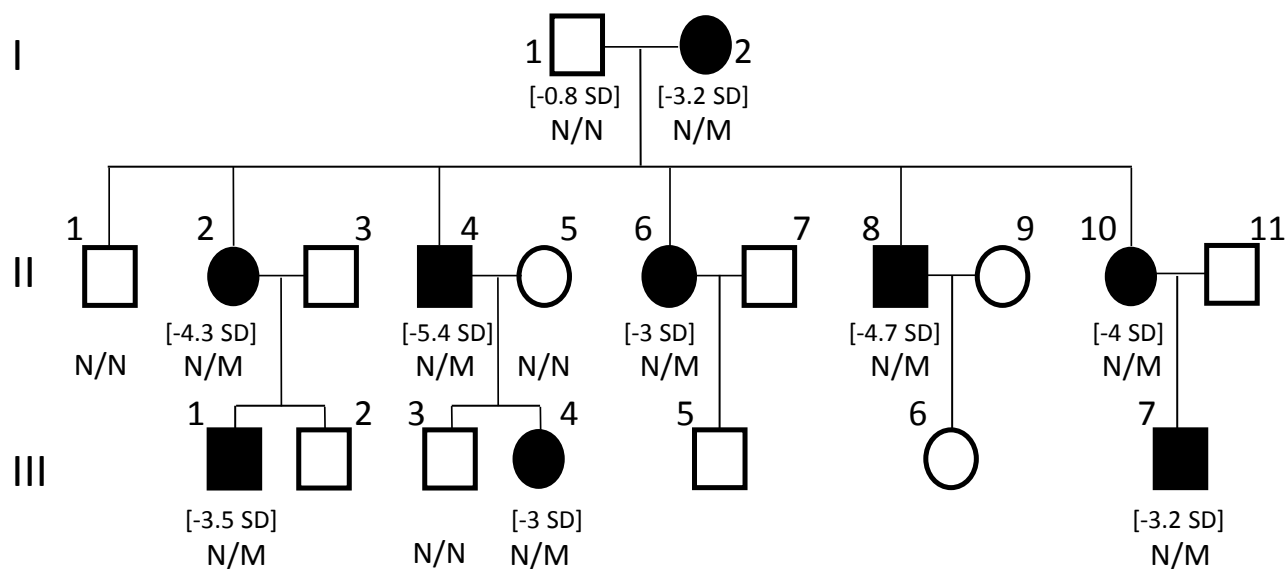 I
1 2
[-0.8 SD] [-3.2 SD]
N/N N/M
1 2 3 4 5 6 7 8 9 10 11
II
[-4.3 SD] [-5.4 SD] [-3 SD] [-4.7 SD] [-4 SD]
N/N N/M N/M N/N N/M N/M N/M
1 2 3 4 5 6 7
III
[-3.5 SD] [-3 SD] [-3.2 SD]
N/M N/N N/M N/M